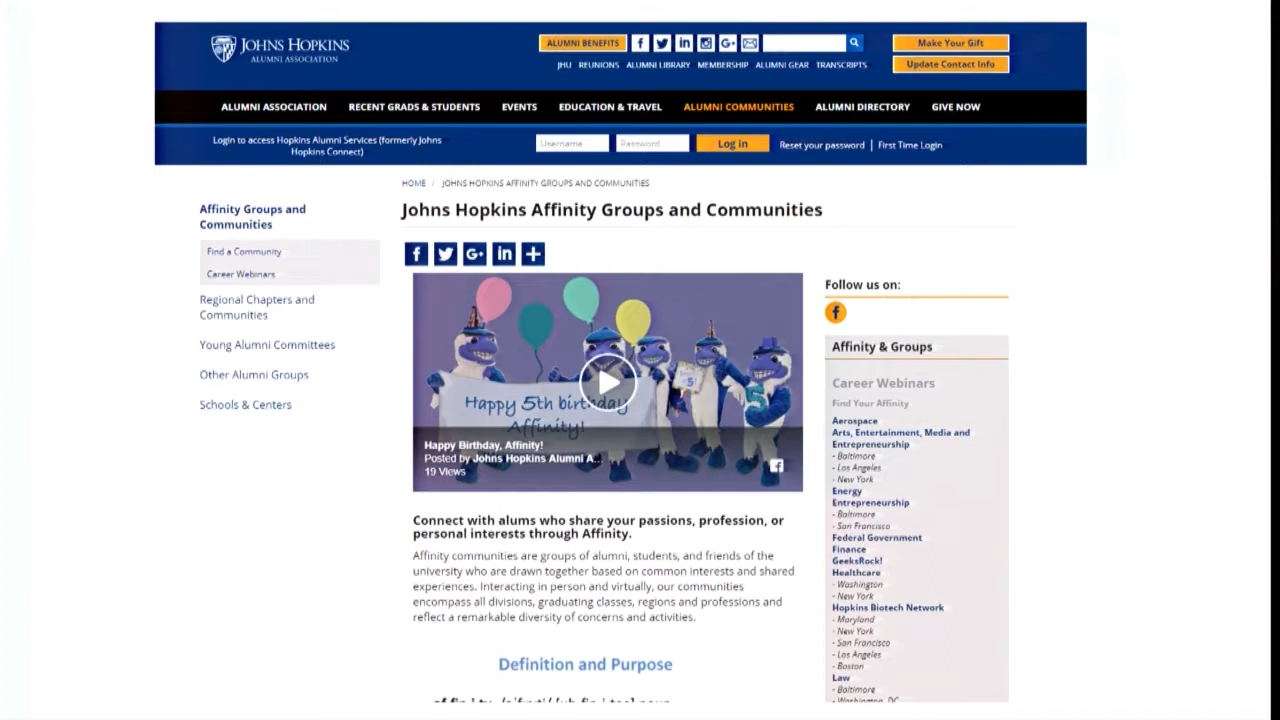 JOHNS HOPKINS
ALUMNI ASSOCIATION
ALUMNI BENEFITS
Make Your Gift
JHU REUNIONS ALUMNI LIBRARY MEMBERSHIP ALUMNI GEAR TRANSCRIPTS
Update Contact Info
ALUMNI ASSOCIATION RECENT GRADS & STUDENTS EVENTS EDUCATION & TRAVEL ALUMNI COMMUNITIES ALUMNI DIRECTORY GIVE NOW
Login to access Hopkins Alumni Services (formerly Johns
Hopkins Connect)
Username Password Log in Reset your password | First Time Login
HOME / JOHNS HOPKINS AFFINITY GROUPS AND COMMUNITIES
Affinity Groups and
Communities
Find a Community
Career Webinars
Regional Chapters and
Communities
Young Alumni Committees
Other Alumni Groups
Schools & Centers
Johns Hopkins Affinity Groups and Communities
Happy 5th birthday
Affinity!
5!
5
Happy Birthday, Affinity!
Posted by Johns Hopkins Alumni A...
19 Views
Connect with alums who share your passions, profession, or
personal interests through Affinity.
Affinity communities are groups of alumni, students, and friends of the
university who are drawn together based on common interests and shared
experiences. Interacting in person and virtually, our communities
encompass all divisions, graduating classes, regions and professions and
reflect a remarkable diversity of concerns and activities.
Definition and Purpose
Follow us on:
Affinity & Groups
Career Webinars
Find Your Affinity
Aerospace
Arts, Entertainment, Media and
Entrepreneurship
- Baltimore
- Los Angeles
- New York
Energy
Entrepreneurship
- Baltimore
- San Francisco
Federal Government
Finance
GeeksRock!
Healthcare
- Washington
- New York
Hopkins Biotech Network
- Maryland
- New York
- San Francisco
- Los Angeles
- Boston
Law
- Baltimore
- Washington, DC